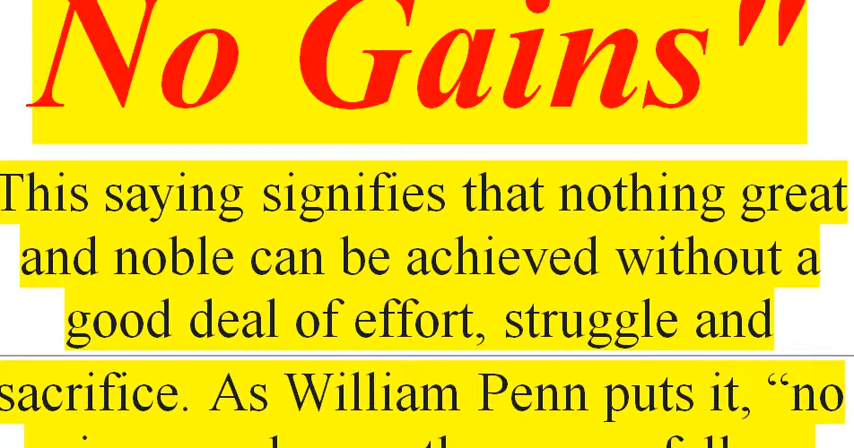 No Gains"
This saying signifies that nothing great
and noble can be achieved without a
good deal of effort, struggle and
sacrifice. As William Penn puts it, “no